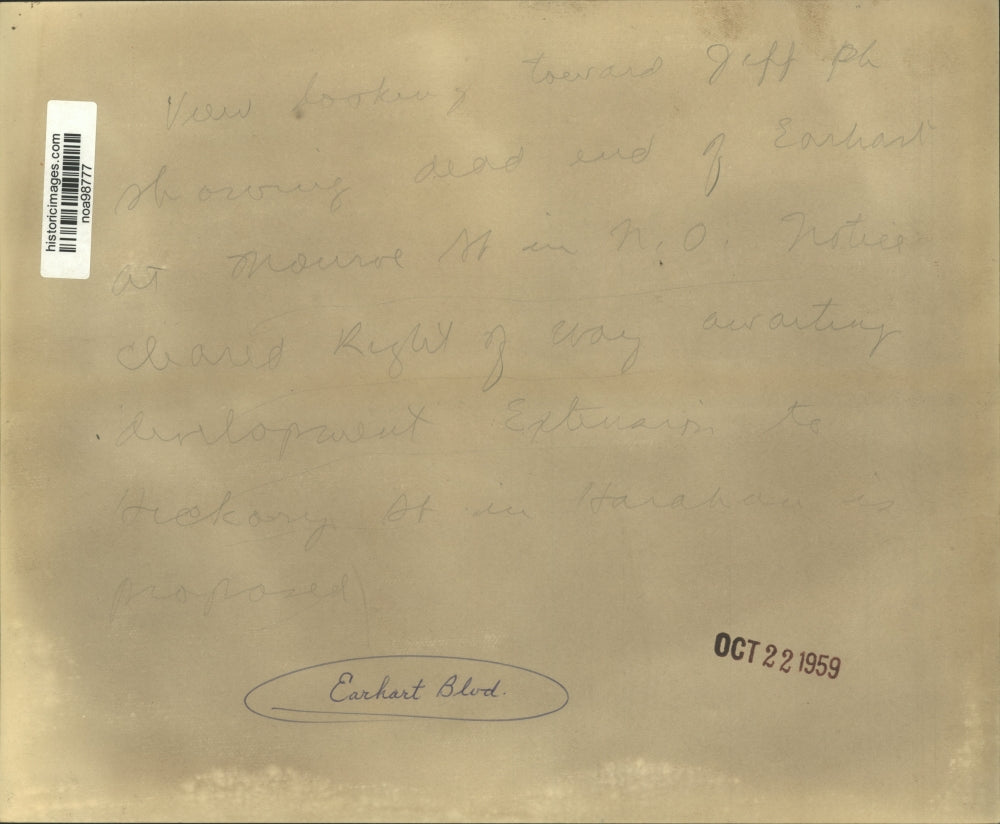 View looking toward Jeff Ph
showing dead end of Earhart
at Monroe St in N.O. Notice
cleared Right of way awaiting
development Extension to
Hickory St in Harahan is
proposed)
Earhart Blvd.
OCT 22 1959
historicimages.com
noa98777